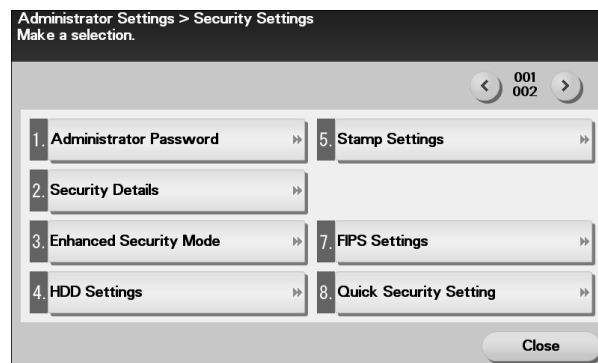 Administrator Settings > Security Settings
Make a selection.
001
002
1. Administrator Password
5. Stamp Settings
2. Security Details
3. Enhanced Security Mode
7. FIPS Settings
4. HDD Settings
8. Quick Security Setting
Close